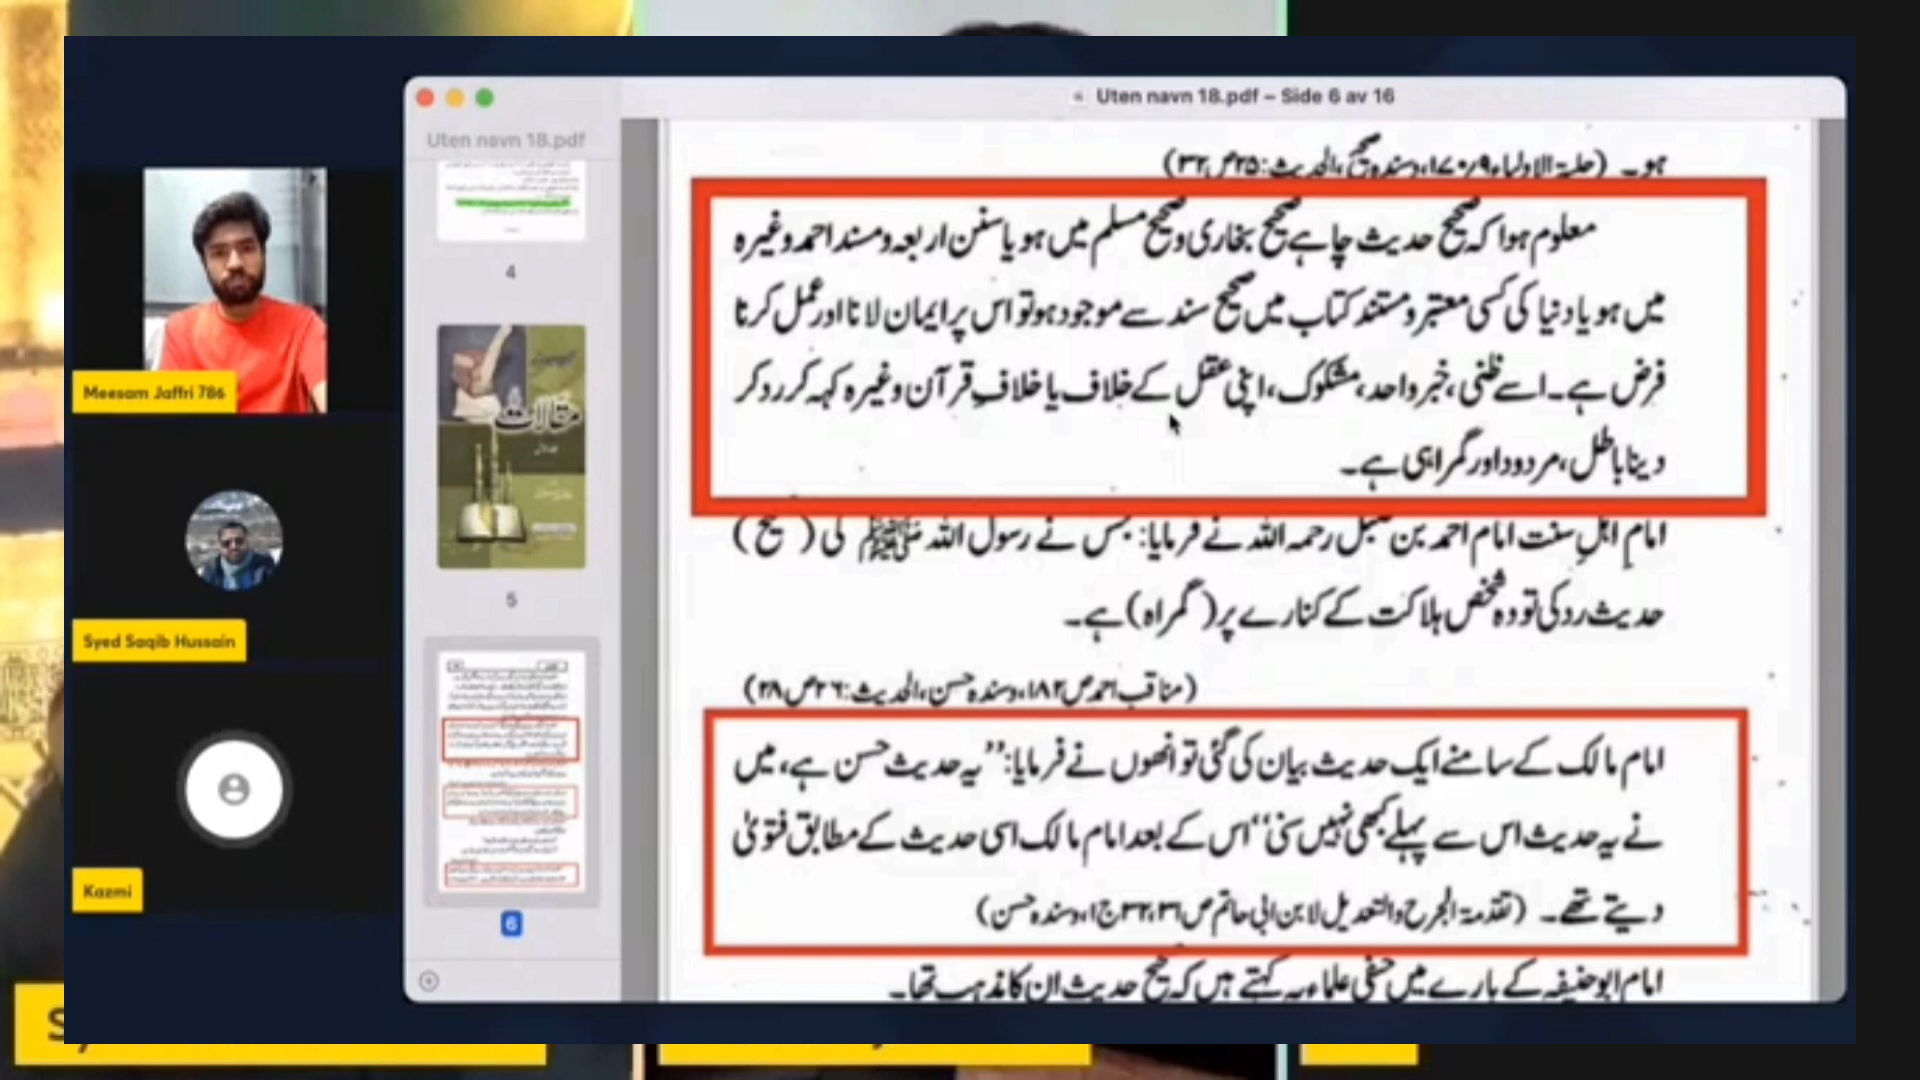 Uten navn 18.pdf – Side 6 av 16
Uten navn 18.pdf
4
مقالات
5
6
Meesam Jaffri 786
Syed Saqib Hussain
Kazmi
ہو۔ (حلیۃ الاولیاء ۱۷۰/۹، وسندہ صحیح، الحدیث: ۲۵ ص ۳۲)
معلوم ہوا کہ صحیح حدیث چاہے صحیح بخاری و صحیح مسلم میں ہو یا سنن اربعہ و مسند احمد وغیرہ
میں ہو یا دنیا کی کسی معتبر و مستند کتاب میں صحیح سند سے موجود ہو تو اس پر ایمان لانا اور عمل کرنا
فرض ہے۔ اسے ظنی، خبر واحد، مشکوک، اپنی عقل کے خلاف یا خلافِ قرآن وغیرہ کہہ کر رد کر
دینا باطل، مردود اور گمراہی ہے۔
امام اہلِ سنت امام احمد بن حنبل رحمہ اللہ نے فرمایا: جس نے رسول اللہ ﷺ کی (صحیح)
حدیث رد کی تو وہ شخص ہلاکت کے کنارے پر (گمراہ) ہے۔
(مناقب احمد ص ۱۸۲، وسندہ حسن، الحدیث: ۲۶ ص ۲۸)
امام مالک کے سامنے ایک حدیث بیان کی گئی تو انھوں نے فرمایا: ’’یہ حدیث حسن ہے، میں
نے یہ حدیث اس سے پہلے کبھی نہیں سنی‘‘ اس کے بعد امام مالک اسی حدیث کے مطابق فتویٰ
دیتے تھے۔ (تقدمۃ الجرح والتعدیل لابن ابی حاتم ص ۳۱، ۳۲ ج ۱، وسندہ حسن)
امام ابوحنیفہ کے بارے میں حنفی علماء یہ کہتے ہیں کہ صحیح حدیث ان کا مذہب تھا۔